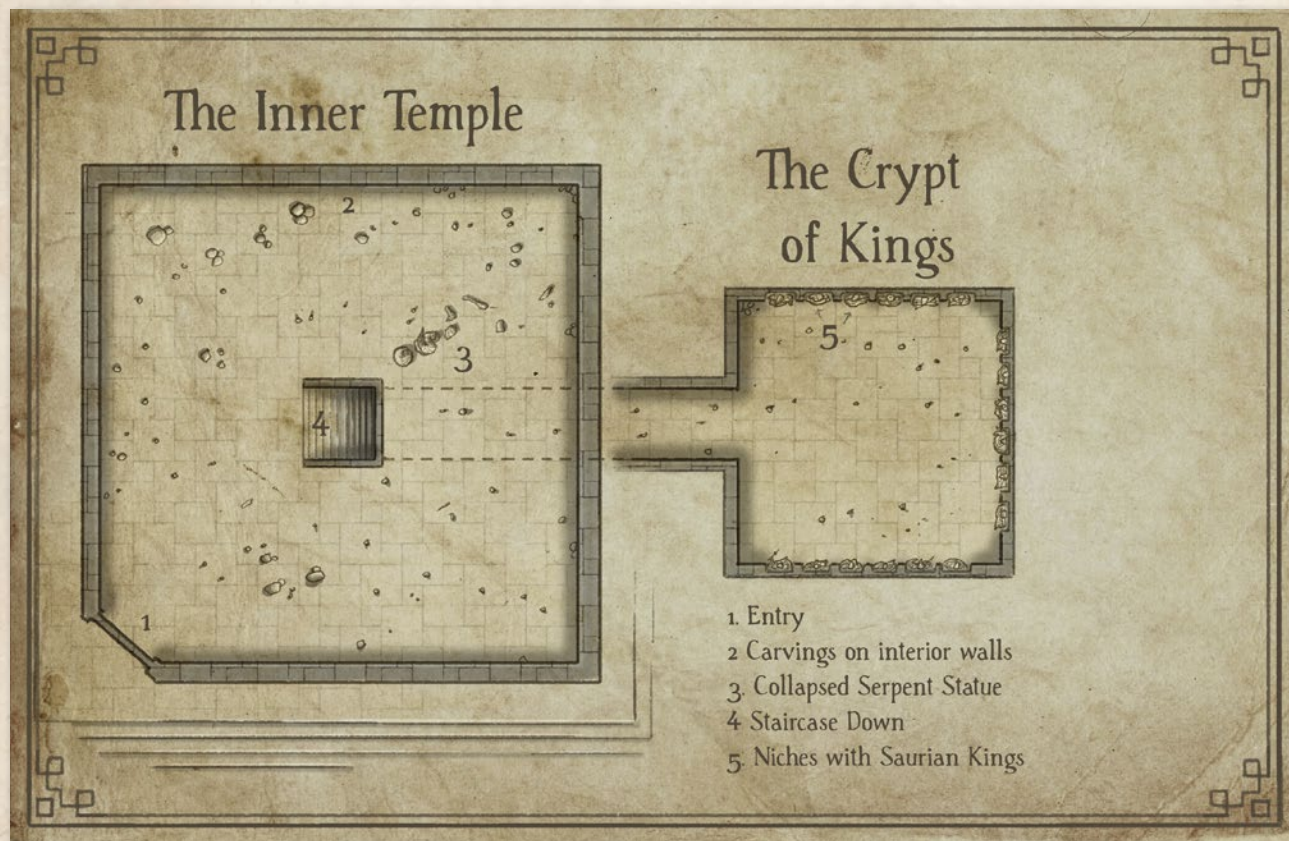 The Inner Temple
2
3
4
1
The Crypt
of Kings
5
1. Entry
2 Carvings on interior walls
3. Collapsed Serpent Statue
4 Staircase Down
5. Niches with Saurian Kings